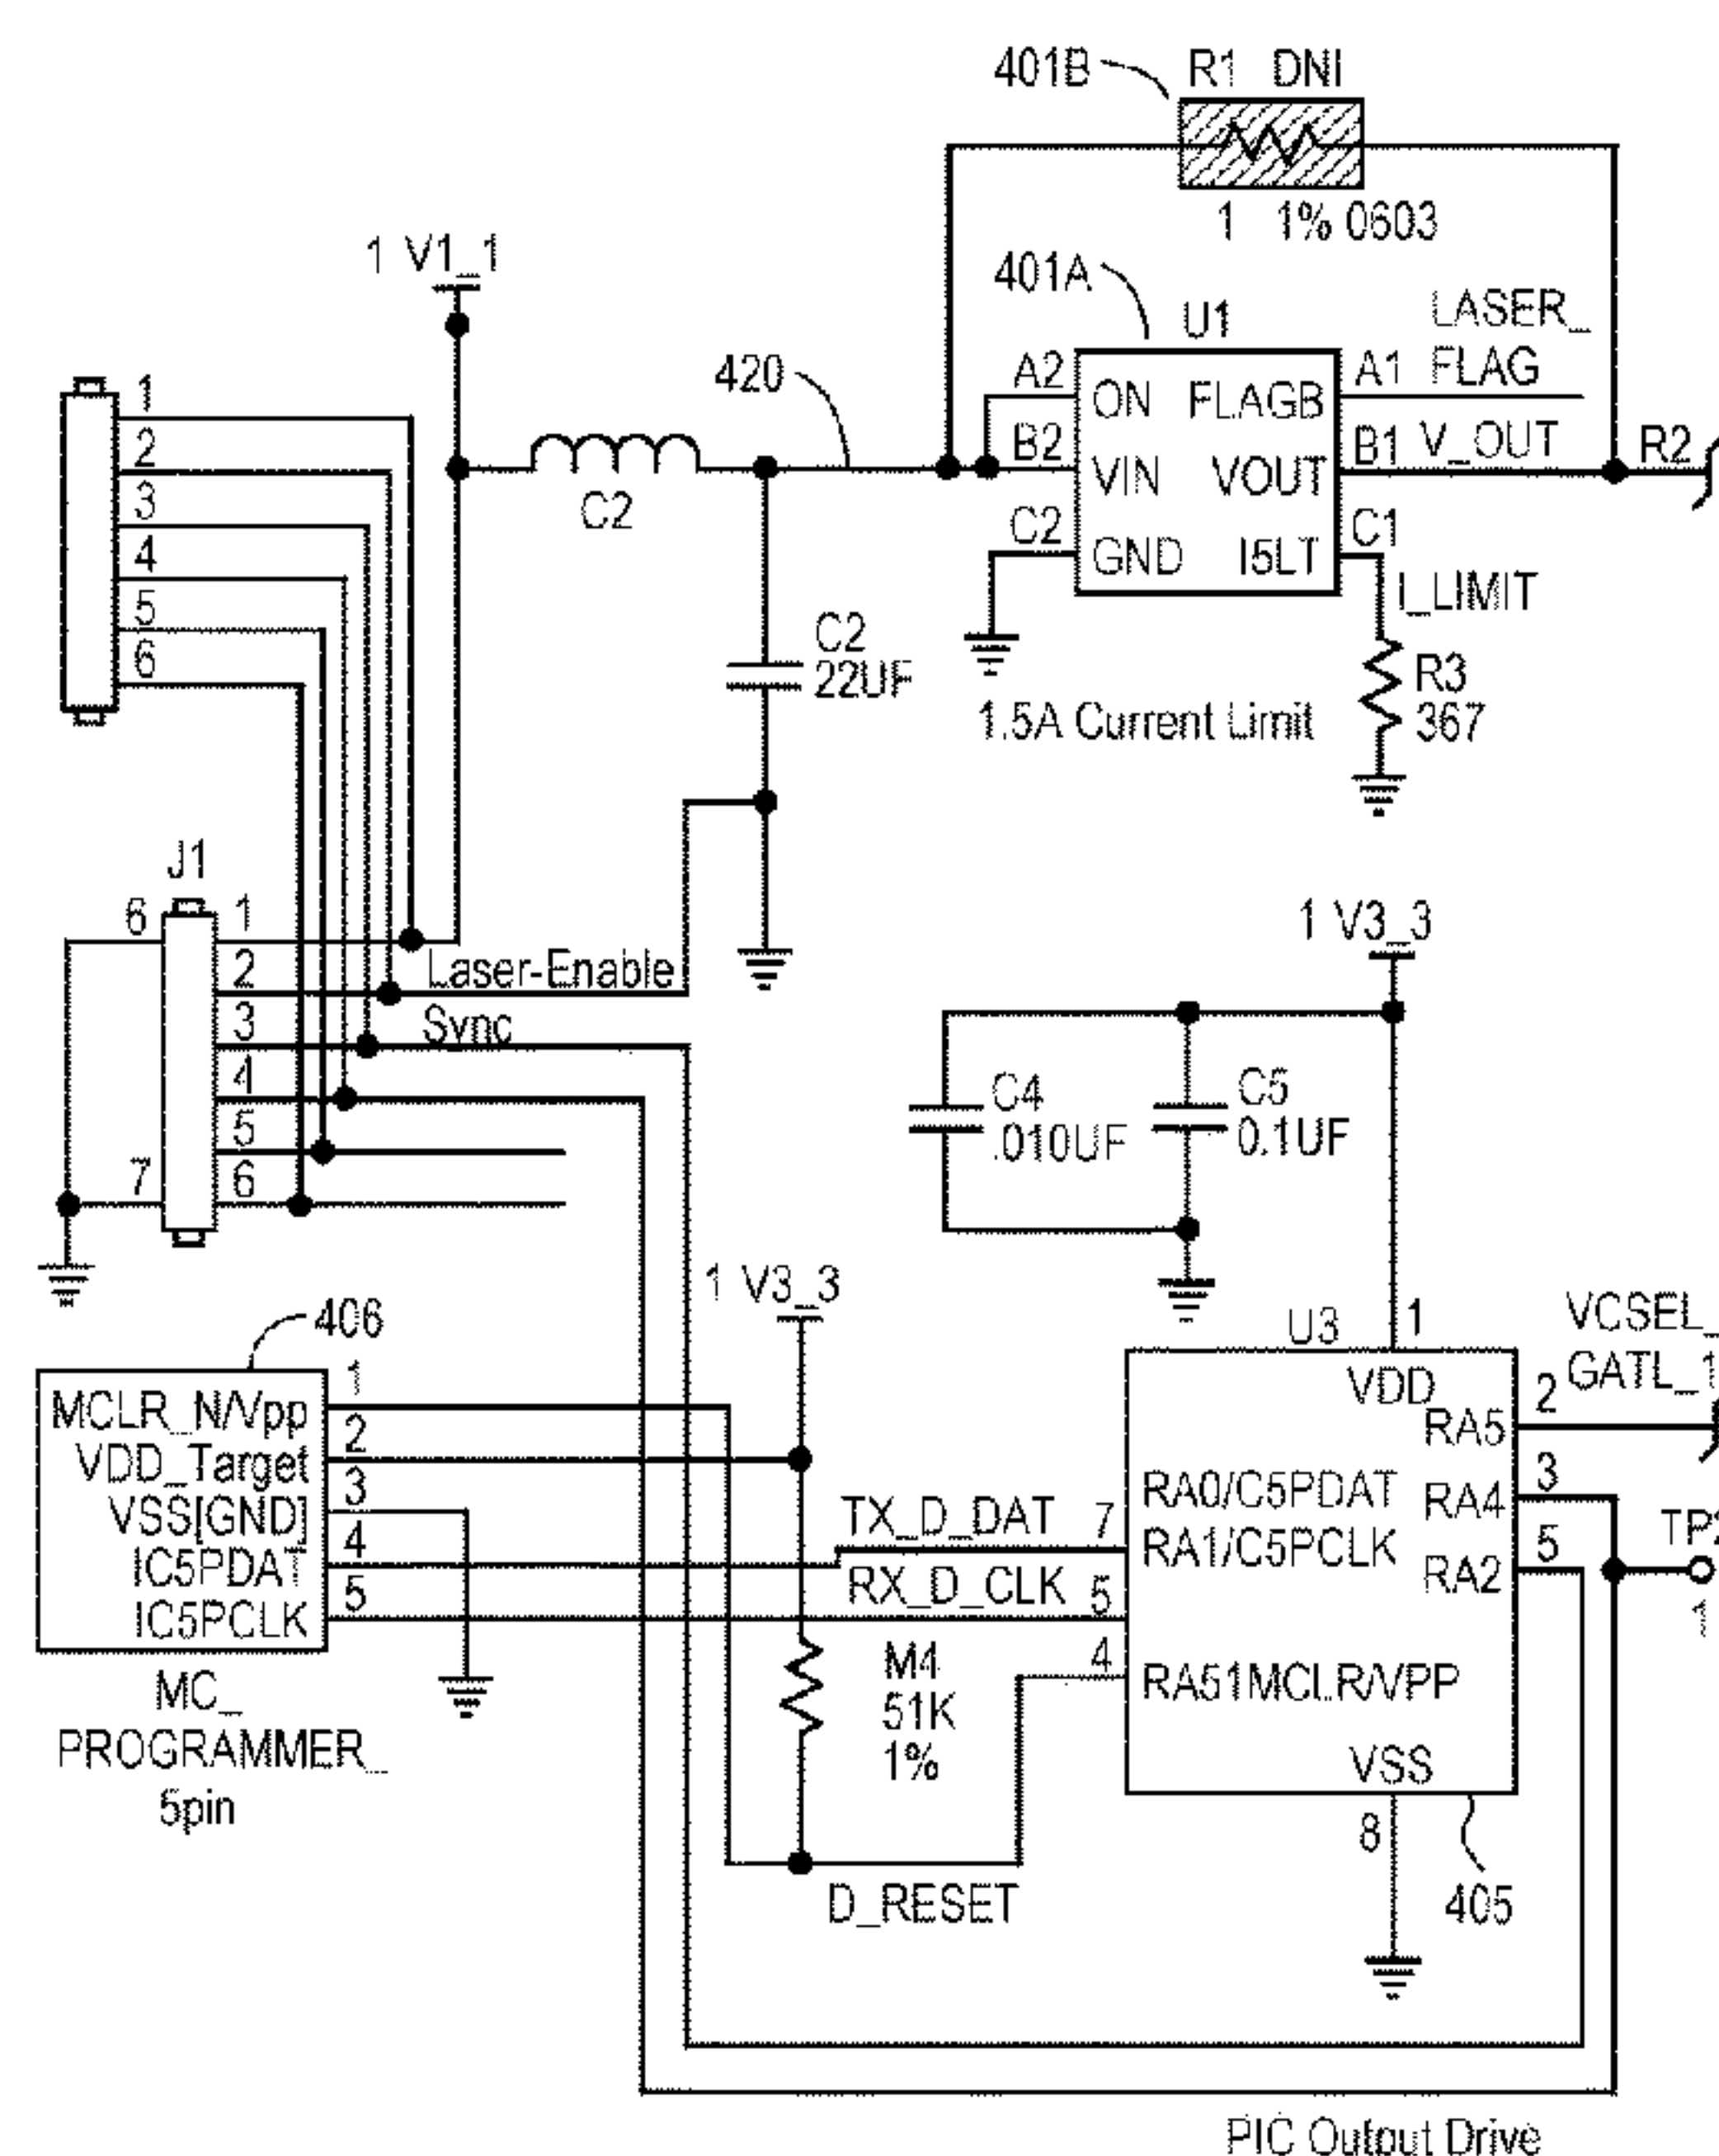 401B
R1 DNI
1 1% 0603
1 V1_1
401A
U1
LASER_
FLAG
420
A2
ON
FLAGB
A1
B2
VIN
VOUT
B1
V_OUT
R2
C2
GND
I5LT
C1
I_LIMIT
1
2
3
4
5
6
C2
C2
22UF
1.5A Current Limit
R3
367
J1
6
7
1
2
3
4
5
6
Laser-Enable
Sync
1 V3_3
C4
.010UF
C5
0.1UF
1 V3_3
406
MCLR_N/Vpp
VDD_Target
VSS[GND]
IC5PDAT
IC5PCLK
1
2
3
4
5
MC_
PROGRAMMER_
5pin
TX_D_DAT
RX_D_CLK
M4
51K
1%
D_RESET
U3
1
VDD
RA5
RA0/C5PDAT
RA4
RA1/C5PCLK
RA2
RA51MCLR/VPP
VSS
7
5
4
8
2
3
5
VCSEL_
GATL_1
TP2
1
405
PIC Output Drive